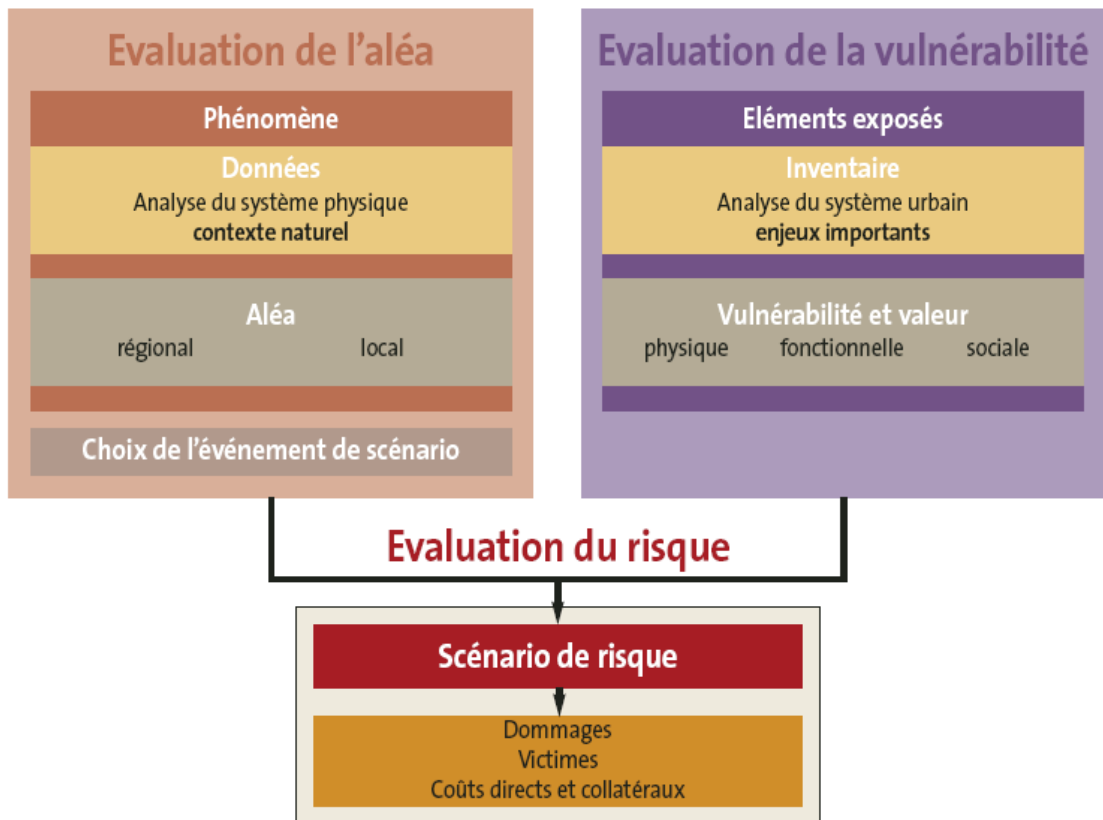 Evaluation de l'aléa
Phénomène
Données
Analyse du système physique
contexte naturel
Aléa
régional local
Choix de l'événement de scénario
Evaluation de la vulnérabilité
Eléments exposés
Inventaire
Analyse du système urbain
enjeux importants
Vulnérabilité et valeur
physique fonctionnelle sociale
Evaluation du risque
Scénario de risque
Dommages
Victimes
Coûts directs et collatéraux